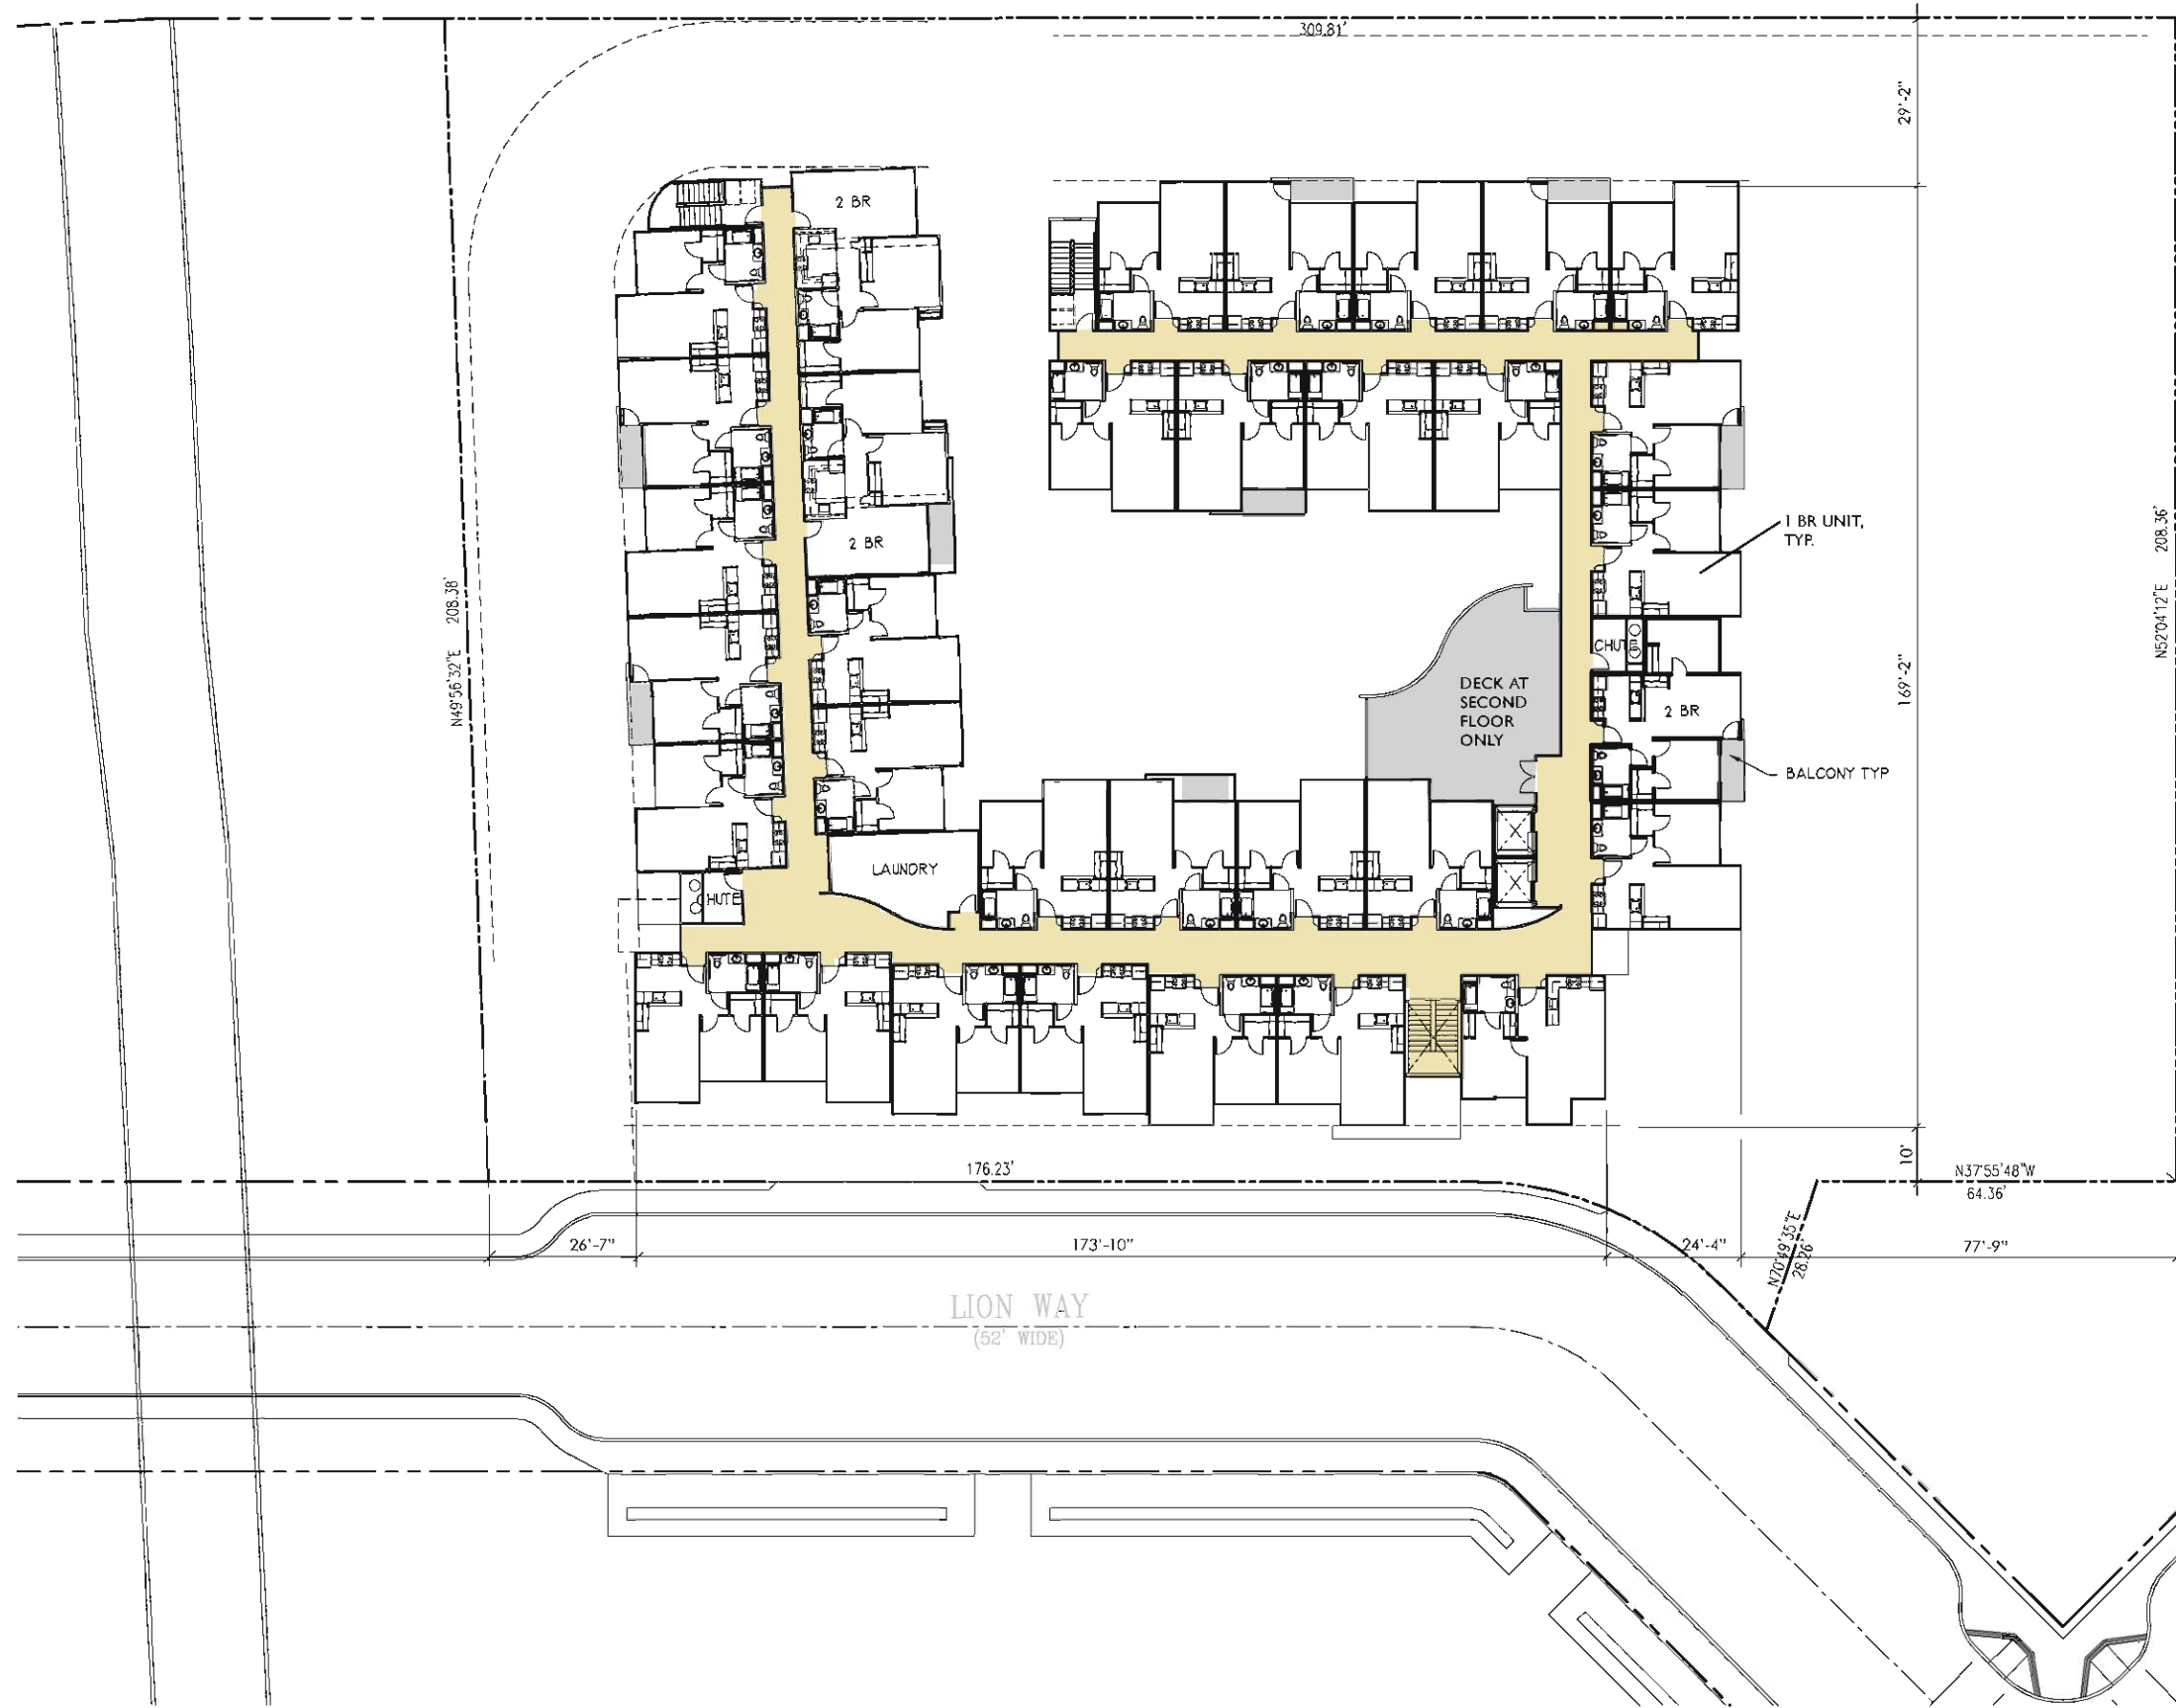 309.81'
29'-2"
2 BR
1 BR UNIT,
TYP.
2 BR
N49°56'32"E 208.38'
N52°04'12"E 208.36'
169'-2"
CHUT
DECK AT
SECOND
FLOOR
ONLY
2 BR
BALCONY TYP
LAUNDRY
HUTE
176.23'
10'
N37°55'48"W
64.36'
N70°49'35"E
28.26'
26'-7"
173'-10"
24'-4"
77'-9"
LION WAY
(52' WIDE)